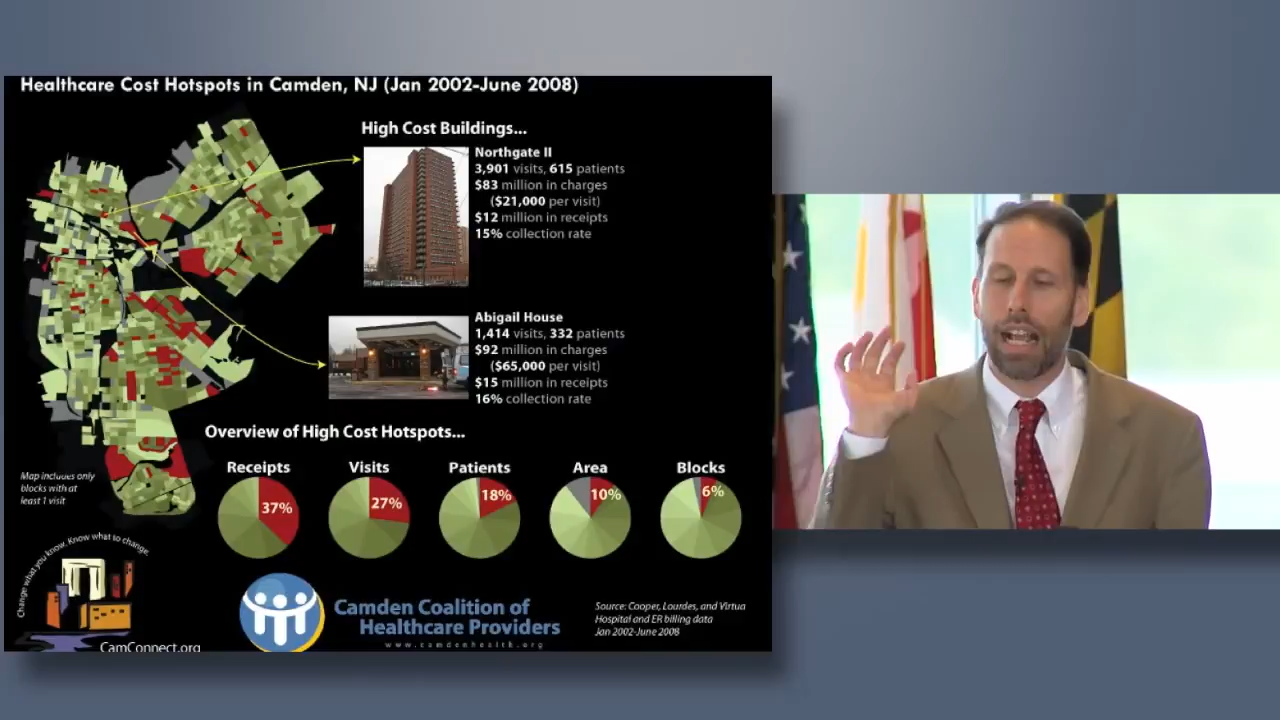 Healthcare Cost Hotspots in Camden, NJ (Jan 2002-June 2008)
High Cost Buildings...
Northgate II
3,901 visits, 615 patients
$83 million in charges
($21,000 per visit)
$12 million in receipts
15% collection rate
Abigail House
1,414 visits, 332 patients
$92 million in charges
($65,000 per visit)
$15 million in receipts
16% collection rate
Overview of High Cost Hotspots...
Map includes only
blocks with at
least 1 visit
Receipts
37%
Visits
27%
Patients
18%
Area
10%
Blocks
6%
Change what you know. Know what to change.
CamConnect.org
Camden Coalition of
Healthcare Providers
www.camdenhealth.org
Source: Cooper, Lourdes, and Virtua
Hospital and ER billing data
Jan 2002-June 2008